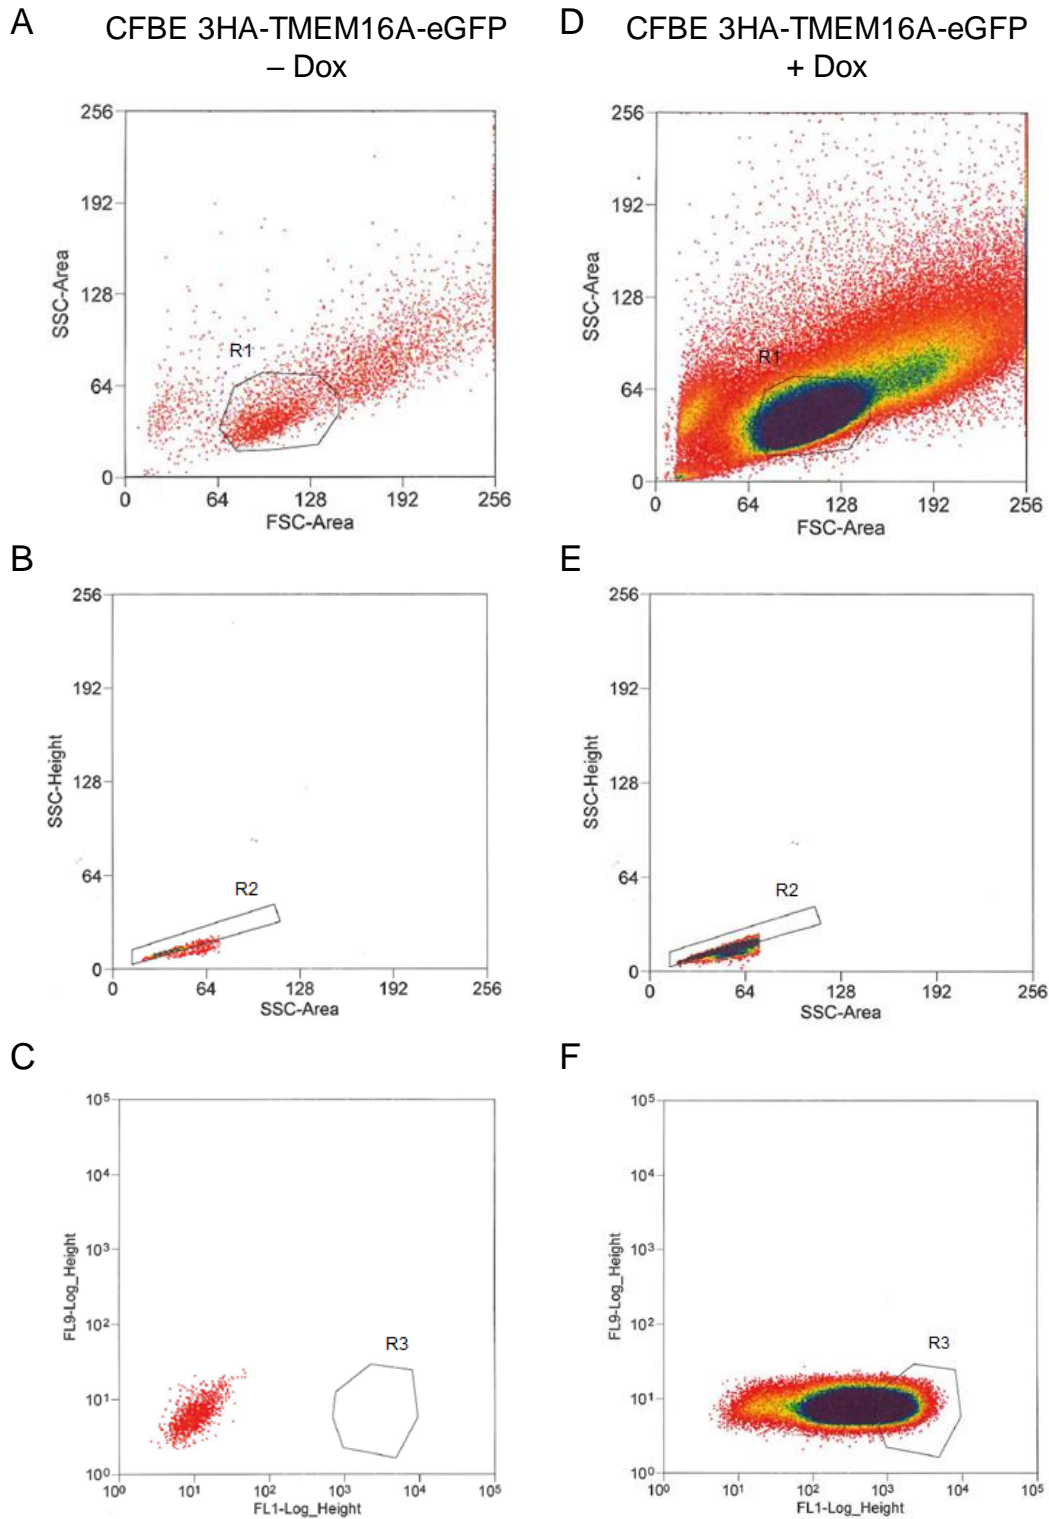 A
CFBE 3HA-TMEM16A-eGFP
– Dox
D
CFBE 3HA-TMEM16A-eGFP
+ Dox
256
192
128
64
0
SSC-Area
R1
0 64 128 192 256
FSC-Area
256
192
128
64
0
SSC-Area
R1
0 64 128 192 256
FSC-Area
B
256
192
128
64
0
SSC-Height
R2
0 64 128 192 256
SSC-Area
E
256
192
128
64
0
SSC-Height
R2
0 64 128 192 256
SSC-Area
C
10⁵
10⁴
10³
10²
10¹
10⁰
FL9-Log_Height
R3
10⁰ 10¹ 10² 10³ 10⁴ 10⁵
FL1-Log_Height
F
10⁵
10⁴
10³
10²
10¹
10⁰
FL9-Log_Height
R3
10⁰ 10¹ 10² 10³ 10⁴ 10⁵
FL1-Log_Height